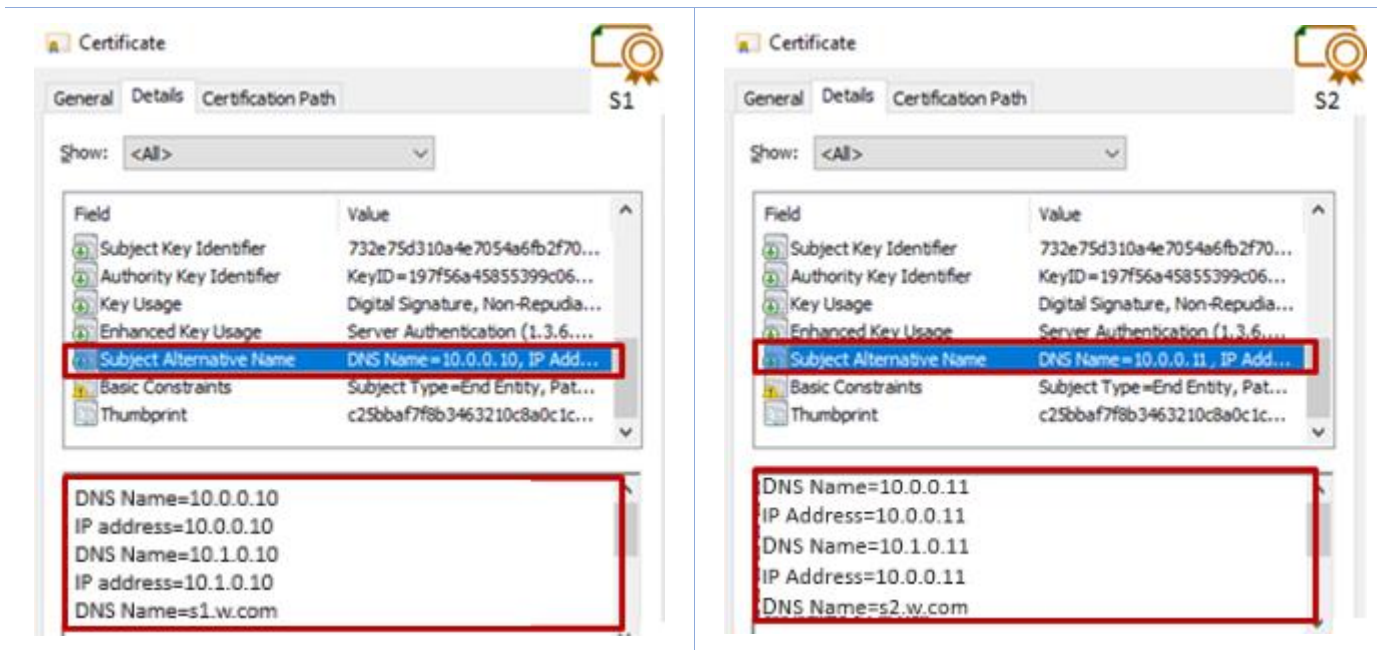 Certificate
S1
General Details Certification Path
Show: <All>
Field Value
Subject Key Identifier 732e75d310a4e7054a6fb2f70...
Authority Key Identifier KeyID=197f56a45855399c06...
Key Usage Digital Signature, Non-Repudia...
Enhanced Key Usage Server Authentication (1.3.6....
Subject Alternative Name DNS Name=10.0.0.10, IP Add...
Basic Constraints Subject Type=End Entity, Pat...
Thumbprint c25bbaf7f8b3463210c8a0c1c...
DNS Name=10.0.0.10
IP address=10.0.0.10
DNS Name=10.1.0.10
IP address=10.1.0.10
DNS Name=s1.w.com
Certificate
S2
General Details Certification Path
Show: <All>
Field Value
Subject Key Identifier 732e75d310a4e7054a6fb2f70...
Authority Key Identifier KeyID=197f56a45855399c06...
Key Usage Digital Signature, Non-Repudia...
Enhanced Key Usage Server Authentication (1.3.6....
Subject Alternative Name DNS Name=10.0.0.11 , IP Add...
Basic Constraints Subject Type=End Entity, Pat...
Thumbprint c25bbaf7f8b3463210c8a0c1c...
DNS Name=10.0.0.11
IP Address=10.0.0.11
DNS Name=10.1.0.11
IP Address=10.0.0.11
DNS Name=s2.w.com